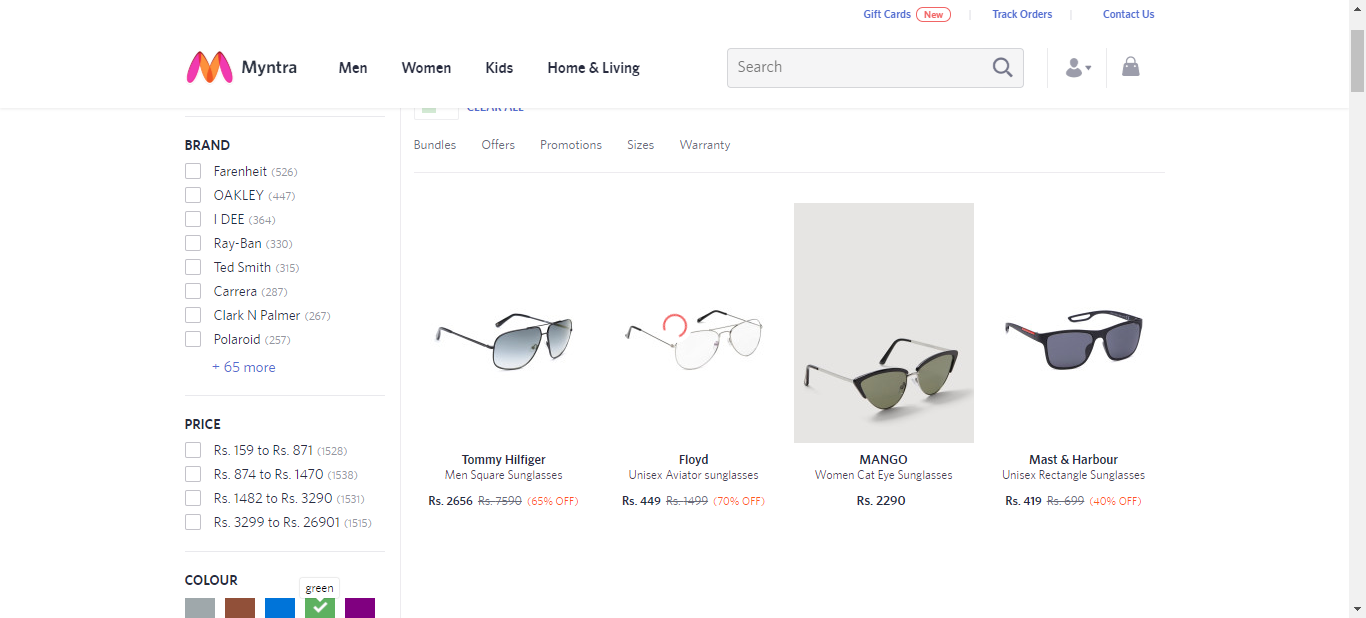 Gift Cards New
Track Orders
Contact Us
Myntra
Men
Women
Kids
Home & Living
Search
CLEAR ALL
Bundles
Offers
Promotions
Sizes
Warranty
BRAND
Farenheit (526)
OAKLEY (447)
I DEE (364)
Ray-Ban (330)
Ted Smith (315)
Carrera (287)
Clark N Palmer (267)
Polaroid (257)
+ 65 more
PRICE
Rs. 159 to Rs. 871 (1528)
Rs. 874 to Rs. 1470 (1538)
Rs. 1482 to Rs. 3290 (1531)
Rs. 3299 to Rs. 26901 (1515)
COLOUR
green
Tommy Hilfiger
Men Square Sunglasses
Rs. 2656 Rs. 7590 (65% OFF)
Floyd
Unisex Aviator sunglasses
Rs. 449 Rs. 1499 (70% OFF)
MANGO
Women Cat Eye Sunglasses
Rs. 2290
Mast & Harbour
Unisex Rectangle Sunglasses
Rs. 419 Rs. 699 (40% OFF)